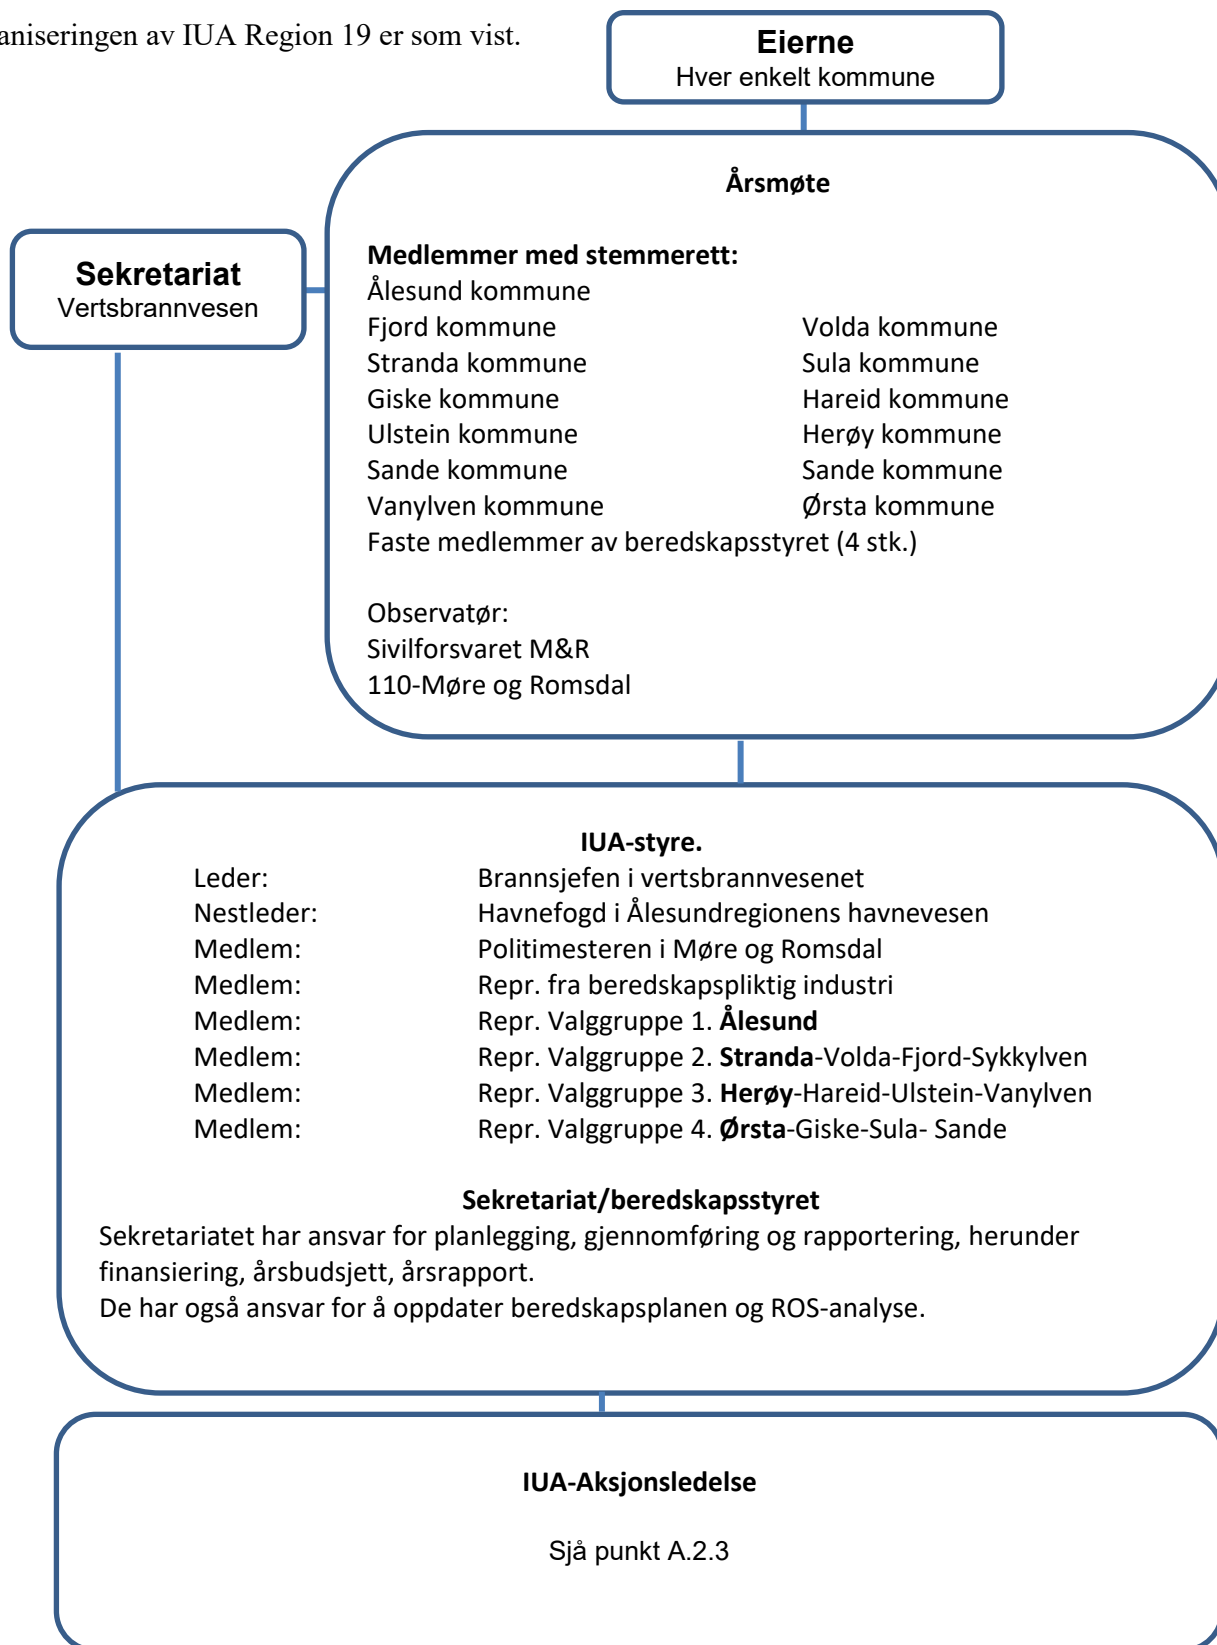 aniseringen av IUA Region 19 er som vist.
Eierne
Hver enkelt kommune
Årsmøte
Sekretariat
Vertsbrannvesen
Medlemmer med stemmerett:
Ålesund kommune
Fjord kommune Volda kommune
Stranda kommune Sula kommune
Giske kommune Hareid kommune
Ulstein kommune Herøy kommune
Sande kommune Sande kommune
Vanylven kommune Ørsta kommune
Faste medlemmer av beredskapsstyret (4 stk.)
Observatør:
Sivilforsvaret M&R
110-Møre og Romsdal
IUA-styre.
Leder: Brannsjefen i vertsbrannvesenet
Nestleder: Havnefogd i Ålesundregionens havnevesen
Medlem: Politimesteren i Møre og Romsdal
Medlem: Repr. fra beredskapspliktig industri
Medlem: Repr. Valggruppe 1. Ålesund
Medlem: Repr. Valggruppe 2. Stranda-Volda-Fjord-Sykkylven
Medlem: Repr. Valggruppe 3. Herøy-Hareid-Ulstein-Vanylven
Medlem: Repr. Valggruppe 4. Ørsta-Giske-Sula- Sande
Sekretariat/beredskapsstyret
Sekretariatet har ansvar for planlegging, gjennomføring og rapportering, herunder
finansiering, årsbudsjett, årsrapport.
De har også ansvar for å oppdater beredskapsplanen og ROS-analyse.
IUA-Aksjonsledelse
Sjå punkt A.2.3